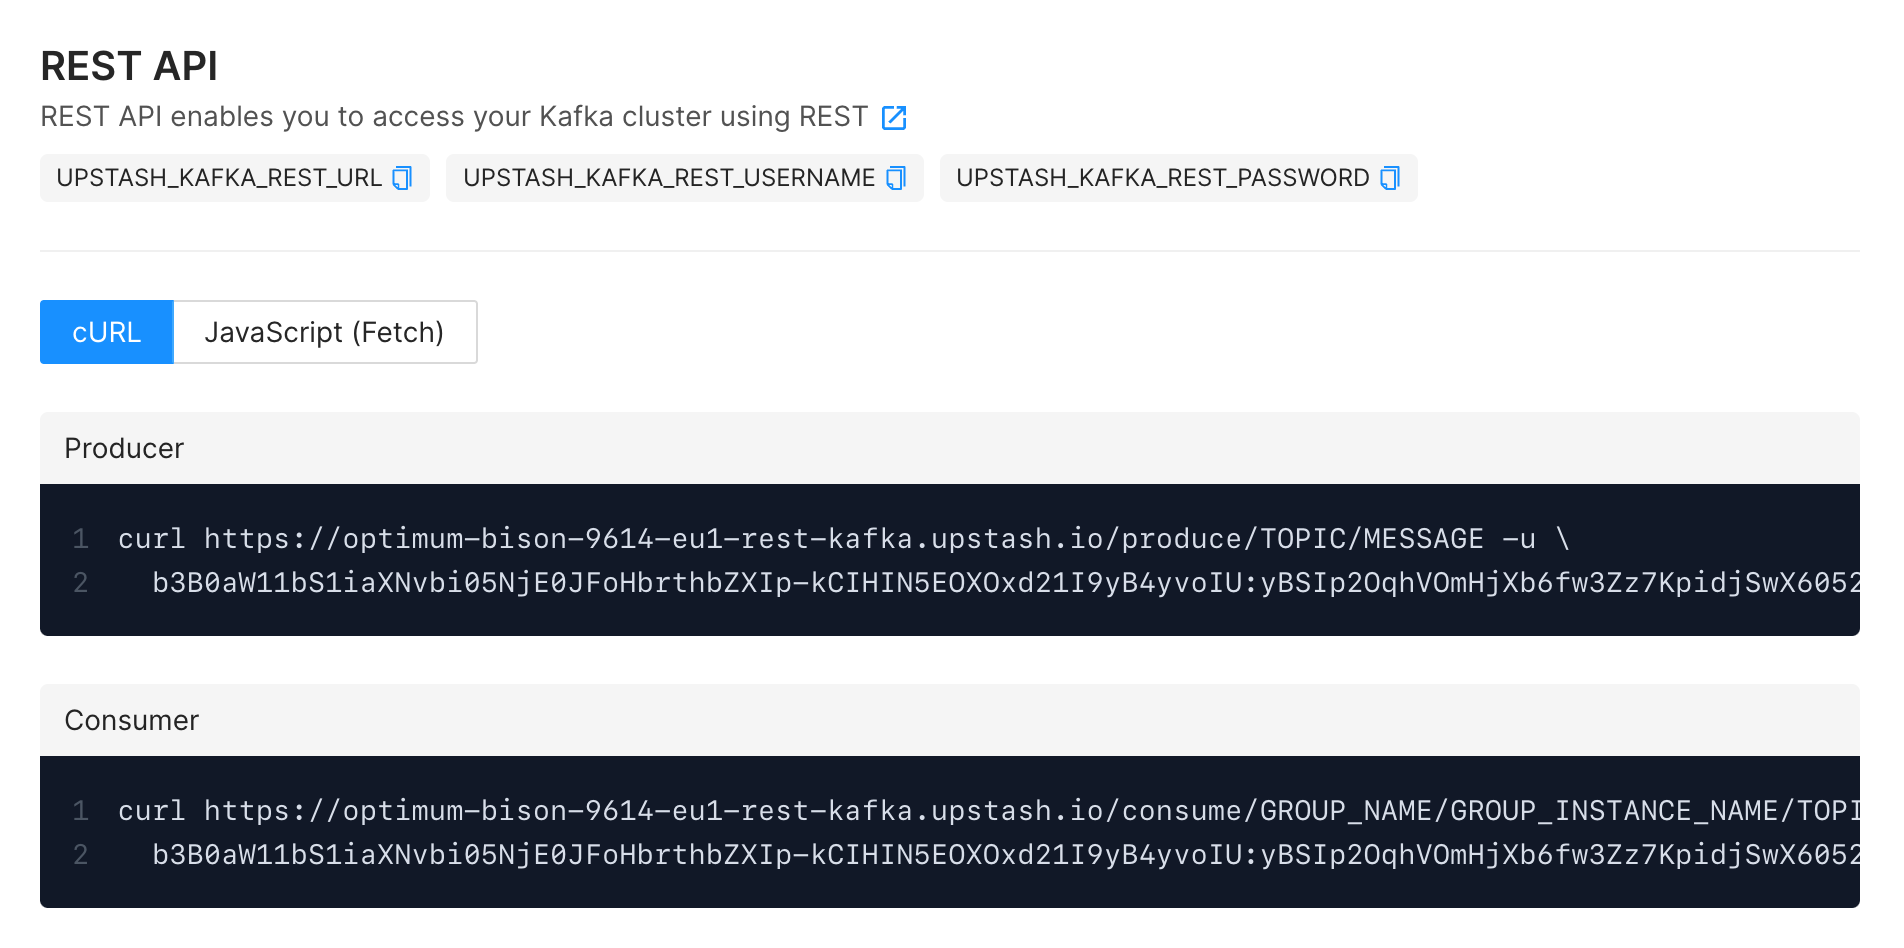 REST API
REST API enables you to access your Kafka cluster using REST
UPSTASH_KAFKA_REST_URL UPSTASH_KAFKA_REST_USERNAME UPSTASH_KAFKA_REST_PASSWORD
cURL JavaScript (Fetch)
Producer
1 curl https://optimum-bison-9614-eu1-rest-kafka.upstash.io/produce/TOPIC/MESSAGE -u \
2 b3B0aW11bS1iaXNvbi05NjE0JFoHbrthbZXIp-kCIHIN5EOXOxd21I9yB4yvoIU:yBSIp2OqhVOmHjXb6fw3Zz7KpidjSwX6052
Consumer
1 curl https://optimum-bison-9614-eu1-rest-kafka.upstash.io/consume/GROUP_NAME/GROUP_INSTANCE_NAME/TOPI
2 b3B0aW11bS1iaXNvbi05NjE0JFoHbrthbZXIp-kCIHIN5EOXOxd21I9yB4yvoIU:yBSIp2OqhVOmHjXb6fw3Zz7KpidjSwX6052